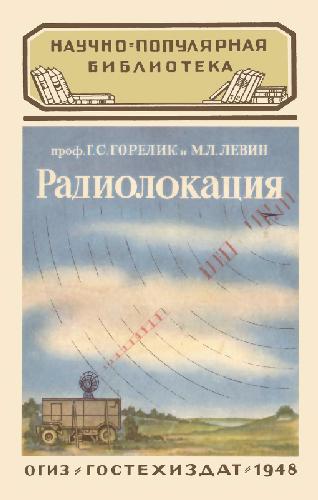 НАУЧНО-ПОПУЛЯРНАЯ
БИБЛИОТЕКА
проф. Г. С. ГОРЕЛИК и М. Л. ЛЕВИН
Радиолокация
ОГИЗ ⸗ ГОСТЕХИЗДАТ ⸗ 1948